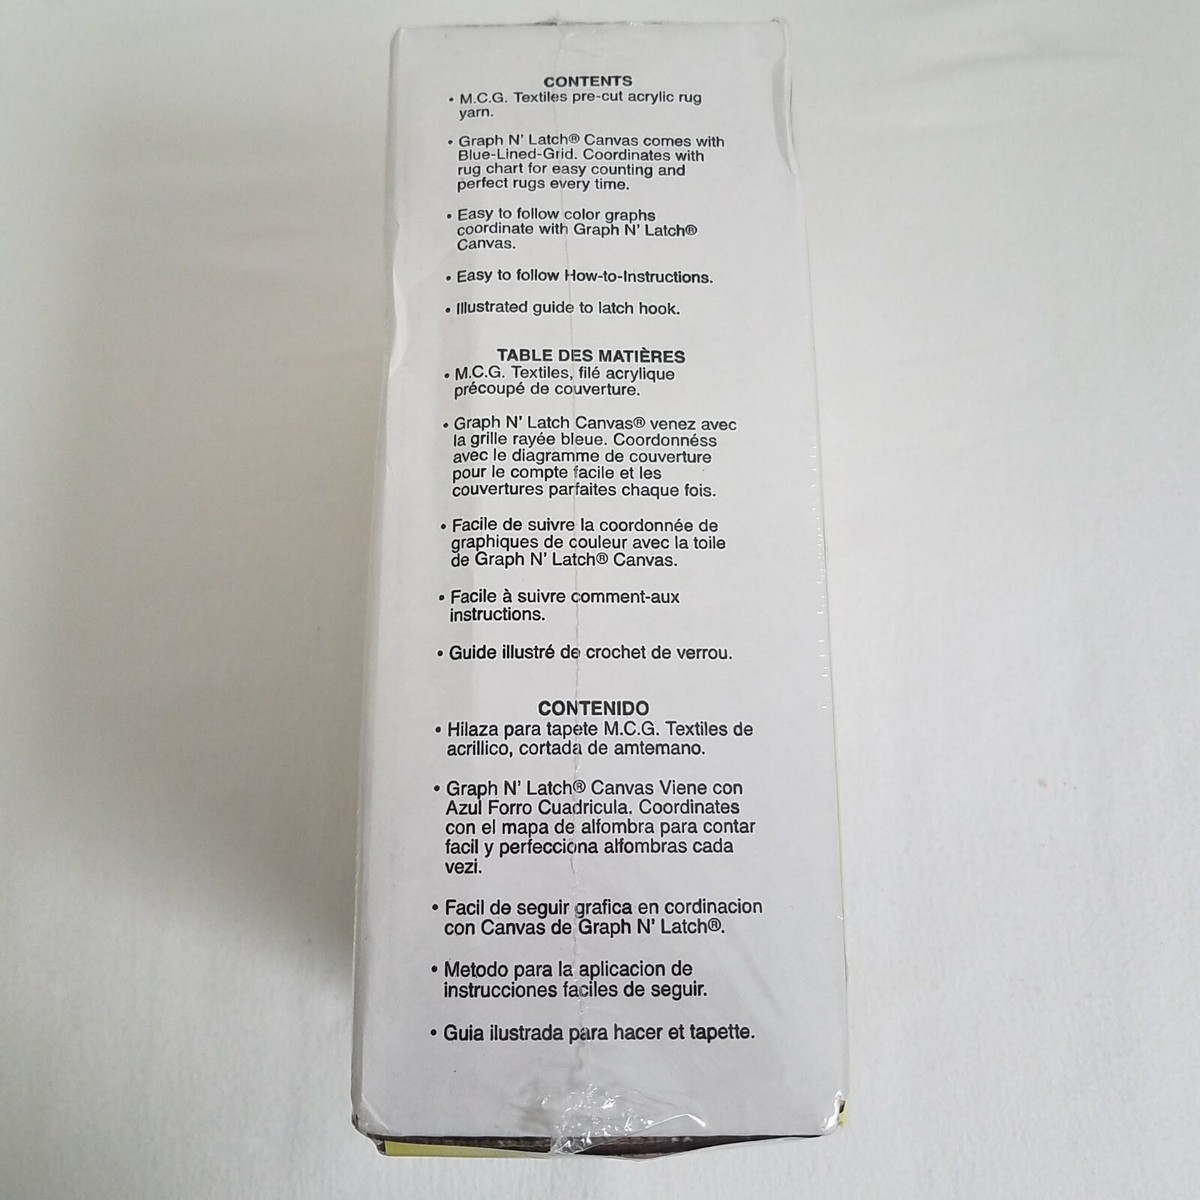 CONTENTS
• M.C.G. Textiles pre-cut acrylic rug
yarn.
• Graph N' Latch® Canvas comes with
Blue-Lined-Grid. Coordinates with
rug chart for easy counting and
perfect rugs every time.
• Easy to follow color graphs
coordinate with Graph N' Latch®
Canvas.
• Easy to follow How-to-Instructions.
• Illustrated guide to latch hook.
TABLE DES MATIÈRES
• M.C.G. Textiles, filé acrylique
précoupé de couverture.
• Graph N' Latch Canvas® venez avec
la grille rayée bleue. Coordonnéss
avec le diagramme de couverture
pour le compte facile et les
couvertures parfaites chaque fois.
• Facile de suivre la coordonnée de
graphiques de couleur avec la toile
de Graph N' Latch® Canvas.
• Facile à suivre comment-aux
instructions.
• Guide illustré de crochet de verrou.
CONTENIDO
• Hilaza para tapete M.C.G. Textiles de
acrillico, cortada de amtemano.
• Graph N' Latch® Canvas Viene con
Azul Forro Cuadricula. Coordinates
con el mapa de alfombra para contar
facil y perfecciona alfombras cada
vezi.
• Facil de seguir grafica en cordinacion
con Canvas de Graph N' Latch®.
• Metodo para la aplicacion de
instrucciones faciles de seguir.
• Guia ilustrada para hacer et tapette.